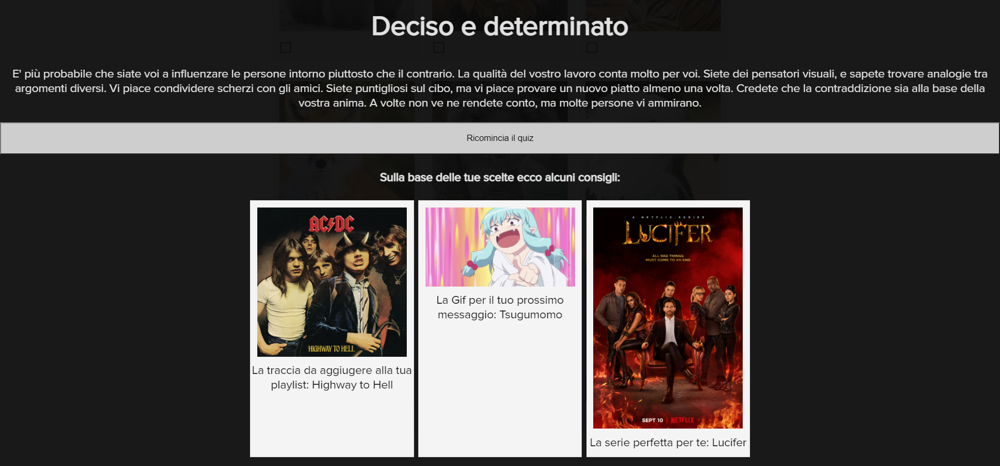 Deciso e determinato
E' più probabile che siate voi a influenzare le persone intorno piuttosto che il contrario. La qualità del vostro lavoro conta molto per voi. Siete dei pensatori visuali, e sapete trovare analogie tra
argomenti diversi. Vi piace condividere scherzi con gli amici. Siete puntigliosi sul cibo, ma vi piace provare un nuovo piatto almeno una volta. Credete che la contraddizione sia alla base della
vostra anima. A volte non ve ne rendete conto, ma molte persone vi ammirano.
Ricomincia il quiz
Sulla base delle tue scelte ecco alcuni consigli:
AC/DC
HIGHWAY TO HELL
La traccia da aggiugere alla tua
playlist: Highway to Hell
La Gif per il tuo prossimo
messaggio: Tsugumomo
A NETFLIX SERIES
LUCIFER
ALL BAD THINGS
MUST COME TO AN END
SEPT 10 | NETFLIX
La serie perfetta per te: Lucifer